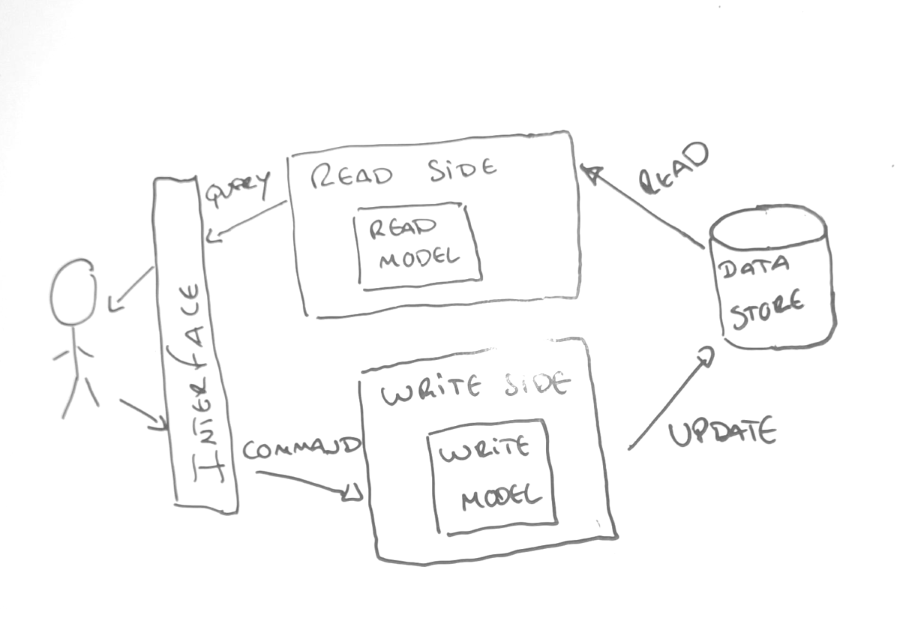 QUERY
READ SIDE
READ
MODEL
READ
DATA
STORE
INTERFACE
COMMAND
WRITE SIDE
WRITE
MODEL
UPDATE